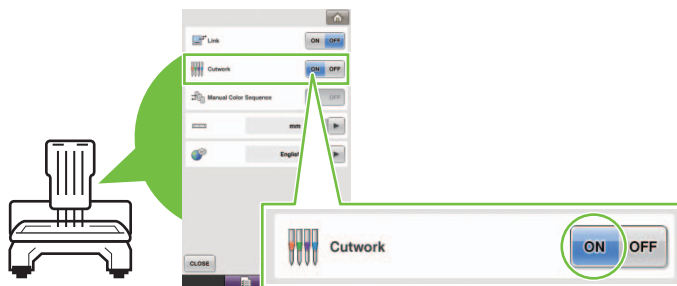 Link ON OFF
Cutwork ON OFF
Manual Color Sequence OFF
mm
English
CLOSE
Cutwork ON OFF